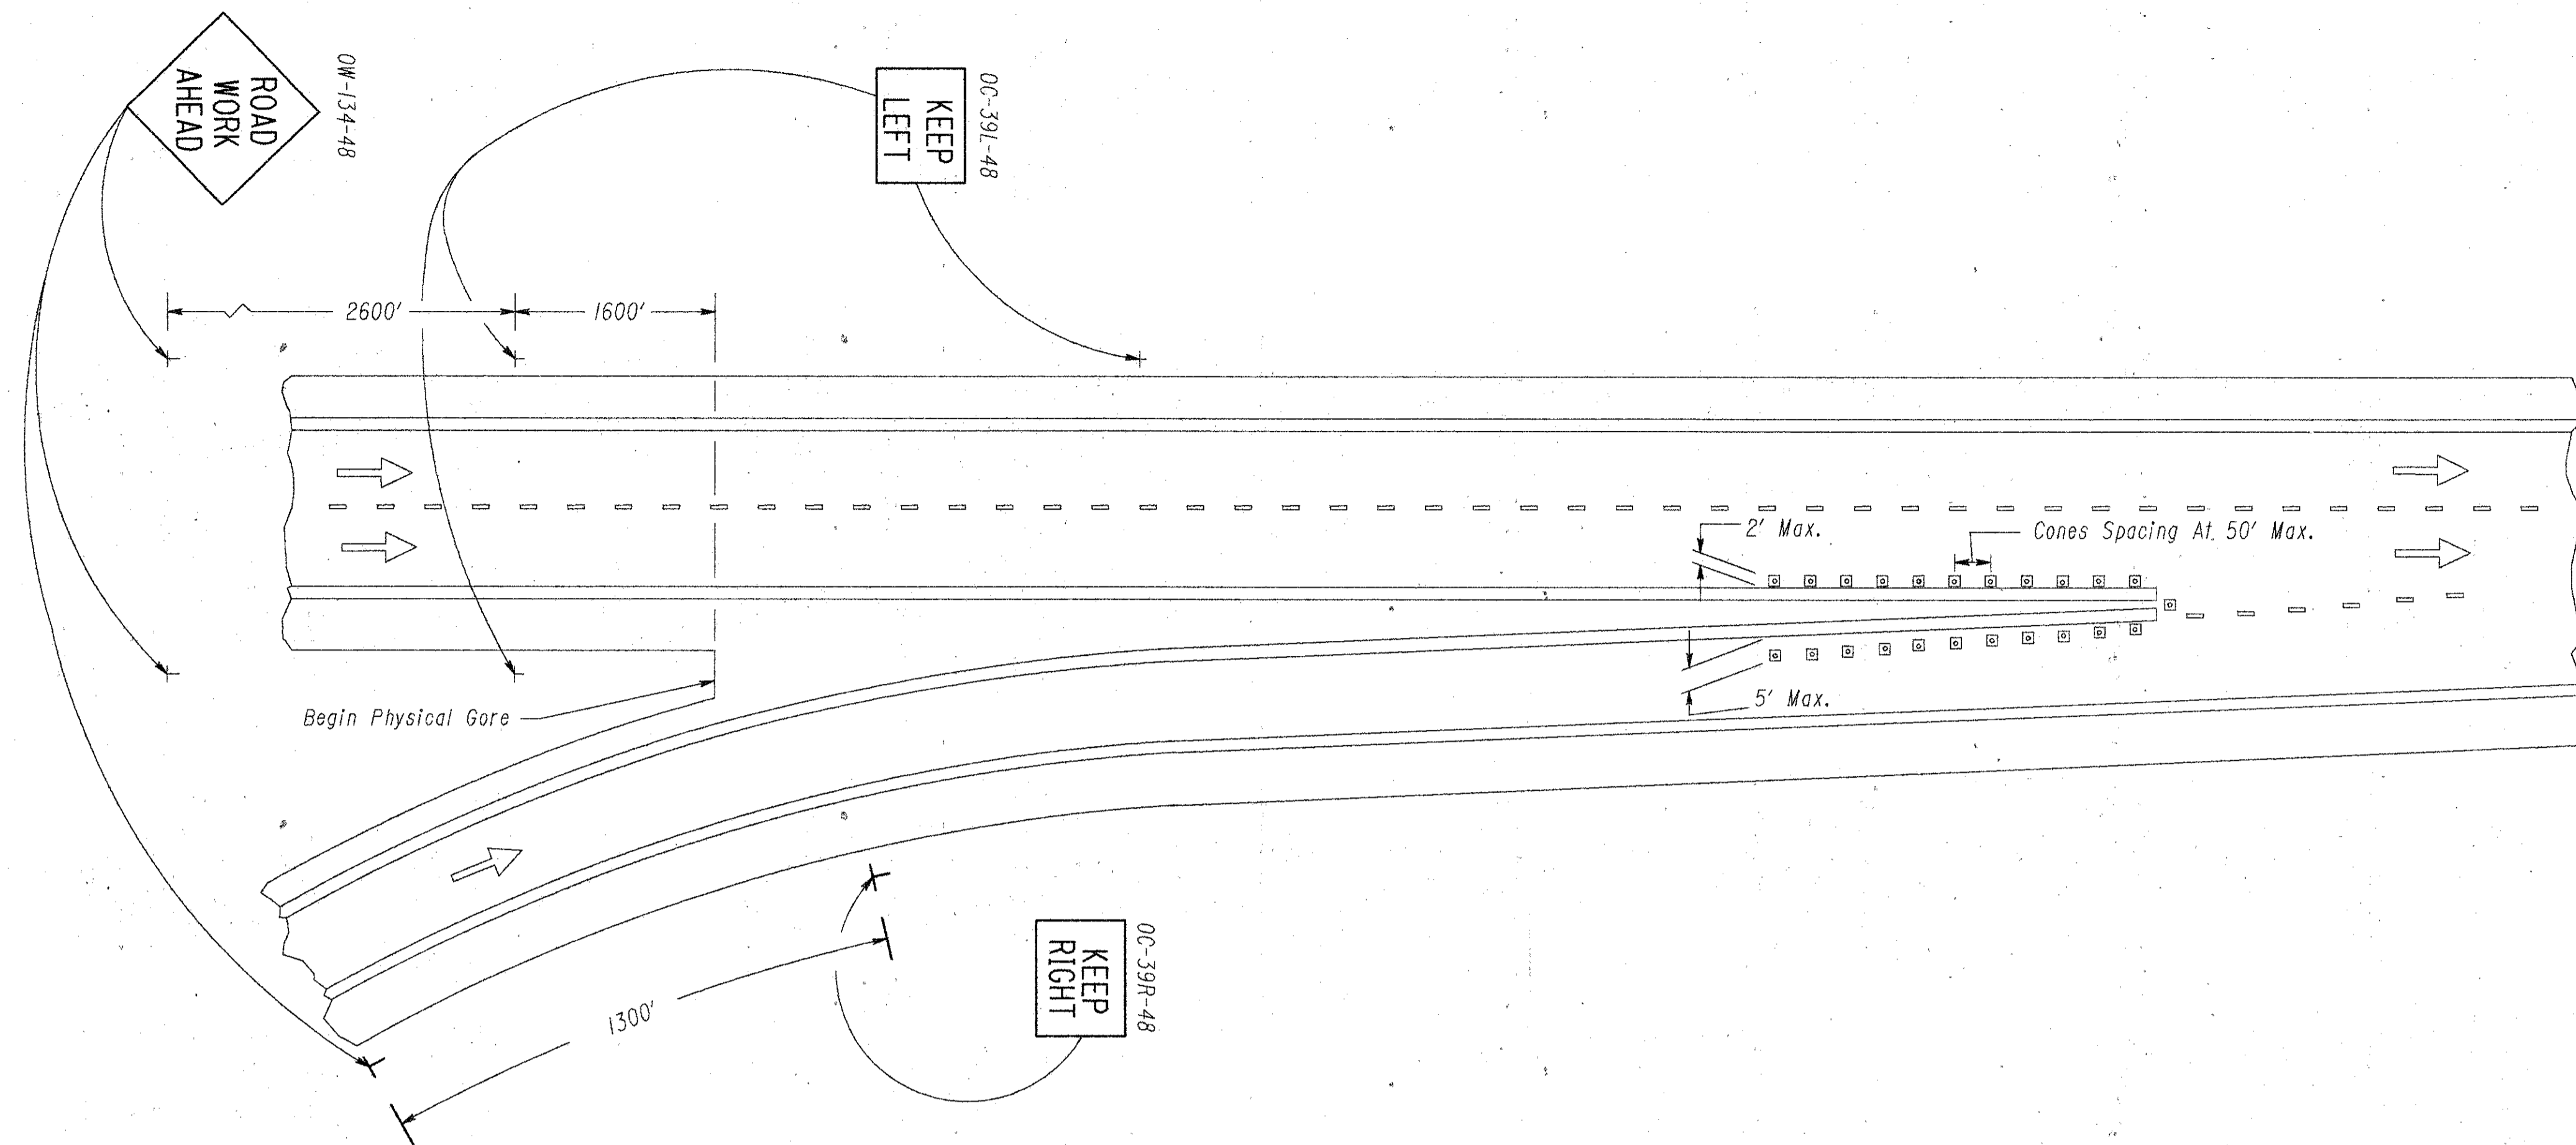 ROAD
WORK
AHEAD
OW-134-48
KEEP
LEFT
OC-39L-48
2600'
1600'
2' Max.
Cones Spacing At 50' Max.
Begin Physical Gore
5' Max.
1300'
KEEP
RIGHT
OC-39R-48